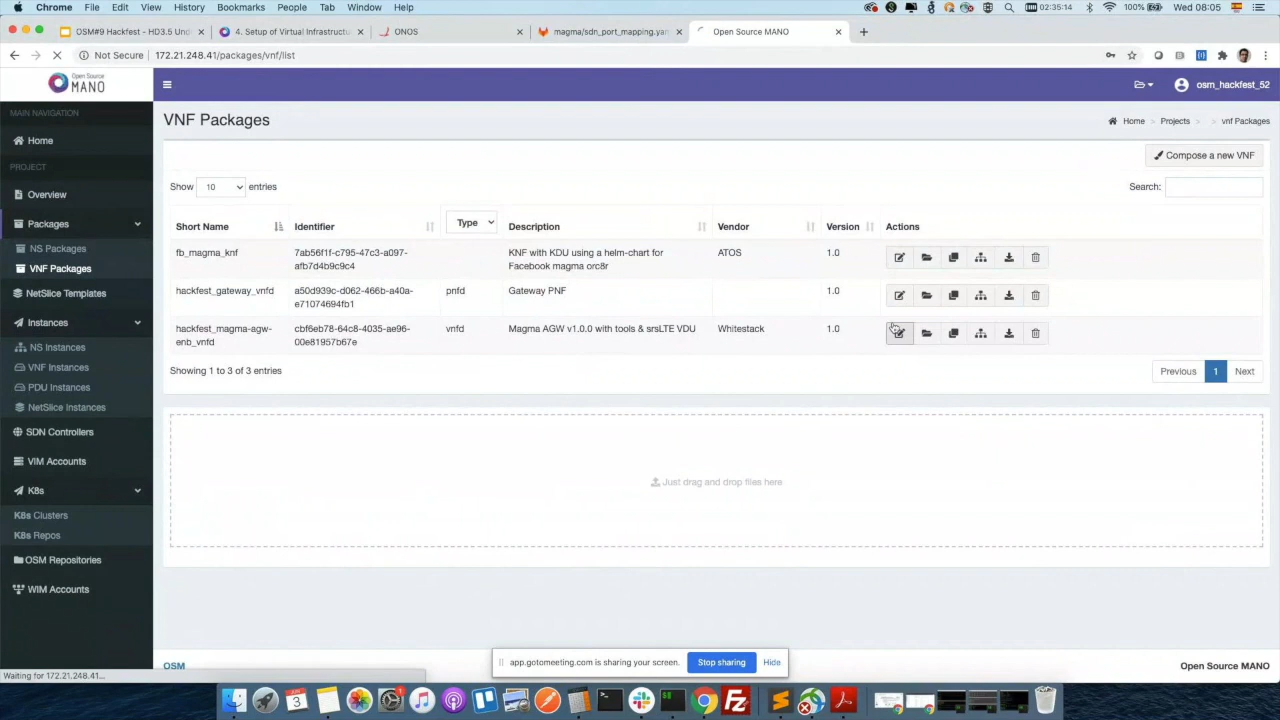 Chrome File Edit View History Bookmarks People Tab Window Help 02:35:14 100% Wed 08:05
OSM#9 Hackfest - HD3.5 Und 4. Setup of Virtual Infrastructu ONOS magma/sdn_port_mapping.yam Open Source MANO
Not Secure 172.21.248.41/packages/vnf/list
Open Source
MANO
osm_hackfest_52
MAIN NAVIGATION
Home
PROJECT
Overview
Packages
NS Packages
VNF Packages
NetSlice Templates
Instances
NS Instances
VNF Instances
PDU Instances
NetSlice Instances
SDN Controllers
VIM Accounts
K8s
K8s Clusters
K8s Repos
OSM Repositories
WIM Accounts
VNF Packages
Home > Projects > > vnf Packages
Compose a new VNF
Show 10 entries
Search:
Short Name Identifier Type Description Vendor Version Actions
fb_magma_knf 7ab56f1f-c795-47c3-a097- KNF with KDU using a helm-chart for ATOS 1.0
afb7d4b9c9c4 Facebook magma orc8r
hackfest_gateway_vnfd a50d939c-d062-466b-a40a- pnfd Gateway PNF 1.0
e71074694fb1
hackfest_magma-agw- cbf6eb78-64c8-4035-ae96- vnfd Magma AGW v1.0.0 with tools & srsLTE VDU Whitestack 1.0
enb_vnfd 00e81957b67e
Showing 1 to 3 of 3 entries
Previous 1 Next
Just drag and drop files here
app.gotomeeting.com is sharing your screen. Stop sharing Hide
OSM
Open Source MANO
Waiting for 172.21.248.41...